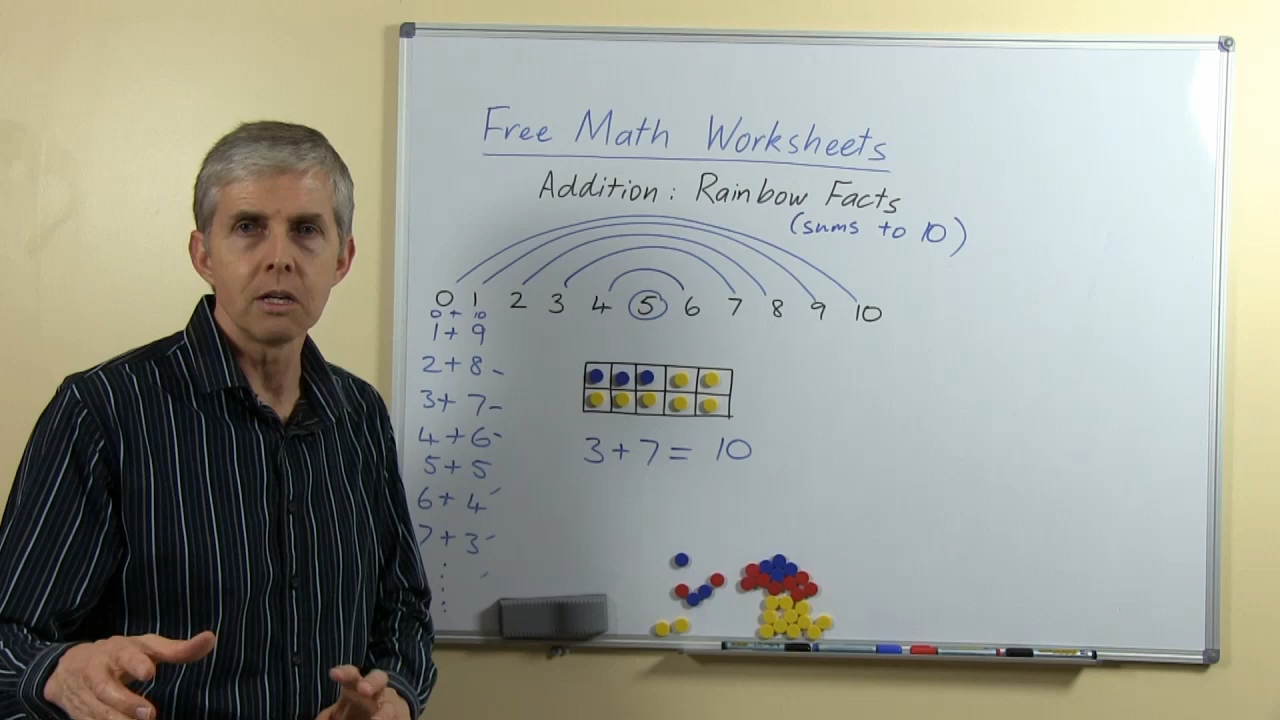 Free Math Worksheets
Addition: Rainbow Facts
(sums to 10)
0 1 2 3 4 5 6 7 8 9 10
0 + 10
1 + 9
2 + 8
3 + 7
4 + 6
5 + 5
6 + 4
7 + 3
3 + 7 = 10